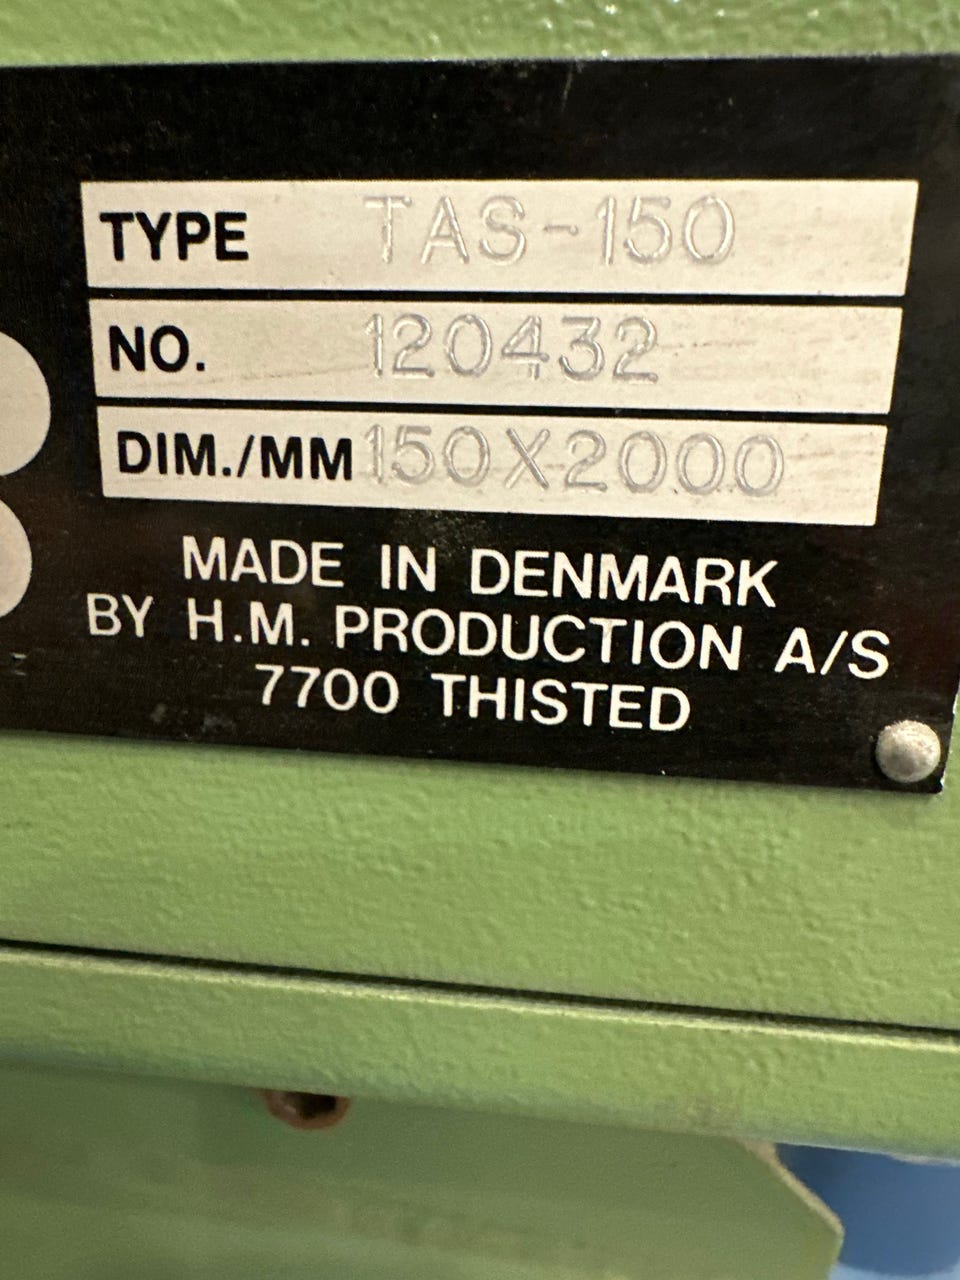 TYPE TAS-150
NO. 120432
DIM./MM 150X2000
MADE IN DENMARK
BY H.M. PRODUCTION A/S
7700 THISTED